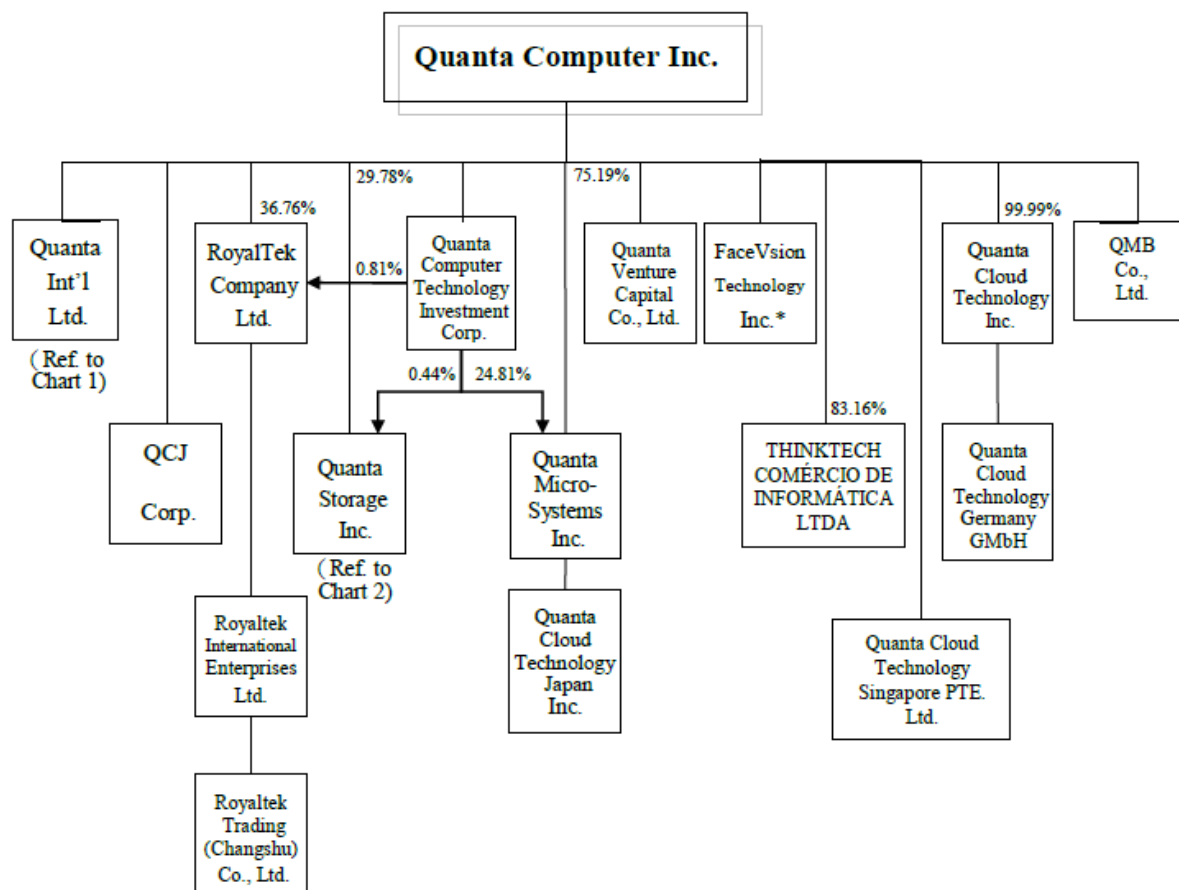 Quanta Computer Inc.
29.78%
75.19%
36.76%
99.99%
Quanta
Int'l
Ltd.
(Ref. to
Chart 1)
RoyalTek
Company
Ltd.
0.81%
Quanta
Computer
Technology
Investment
Corp.
Quanta
Venture
Capital
Co., Ltd.
FaceVsion
Technology
Inc.*
Quanta
Cloud
Technology
Inc.
QMB
Co.,
Ltd.
0.44%
24.81%
83.16%
QCJ
Corp.
Quanta
Storage
Inc.
(Ref. to
Chart 2)
Quanta
Micro-
Systems
Inc.
THINKTECH
COMÉRCIO DE
INFORMÁTICA
LTDA
Quanta
Cloud
Technology
Germany
GMbH
Royaltek
International
Enterprises
Ltd.
Quanta
Cloud
Technology
Japan
Inc.
Quanta Cloud
Technology
Singapore PTE.
Ltd.
Royaltek
Trading
(Changshu)
Co., Ltd.